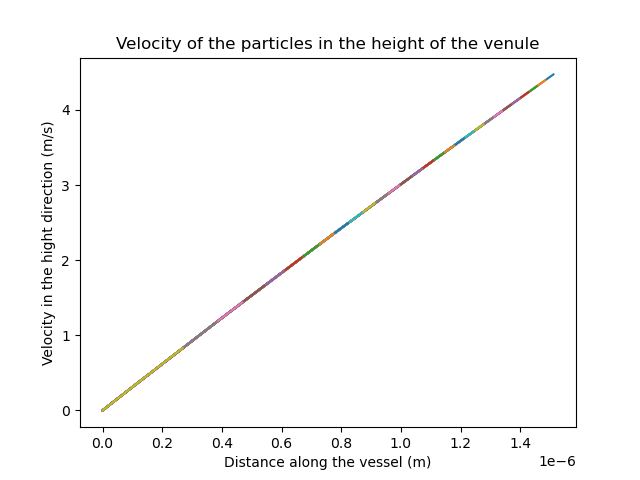 Velocity of the particles in the height of the venule
Velocity in the hight direction (m/s)
4
3
2
1
0
0.0 0.2 0.4 0.6 0.8 1.0 1.2 1.4
1e−6
Distance along the vessel (m)